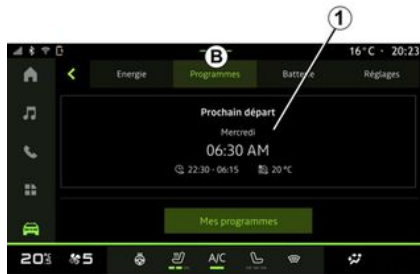 1
16°C · 20:23
B
Energie Programmes Batterie Réglages
Prochain départ
Mercredi
06:30 AM
22:30 - 06:15 20 °C
Mes programmes
20 5 5 A/C